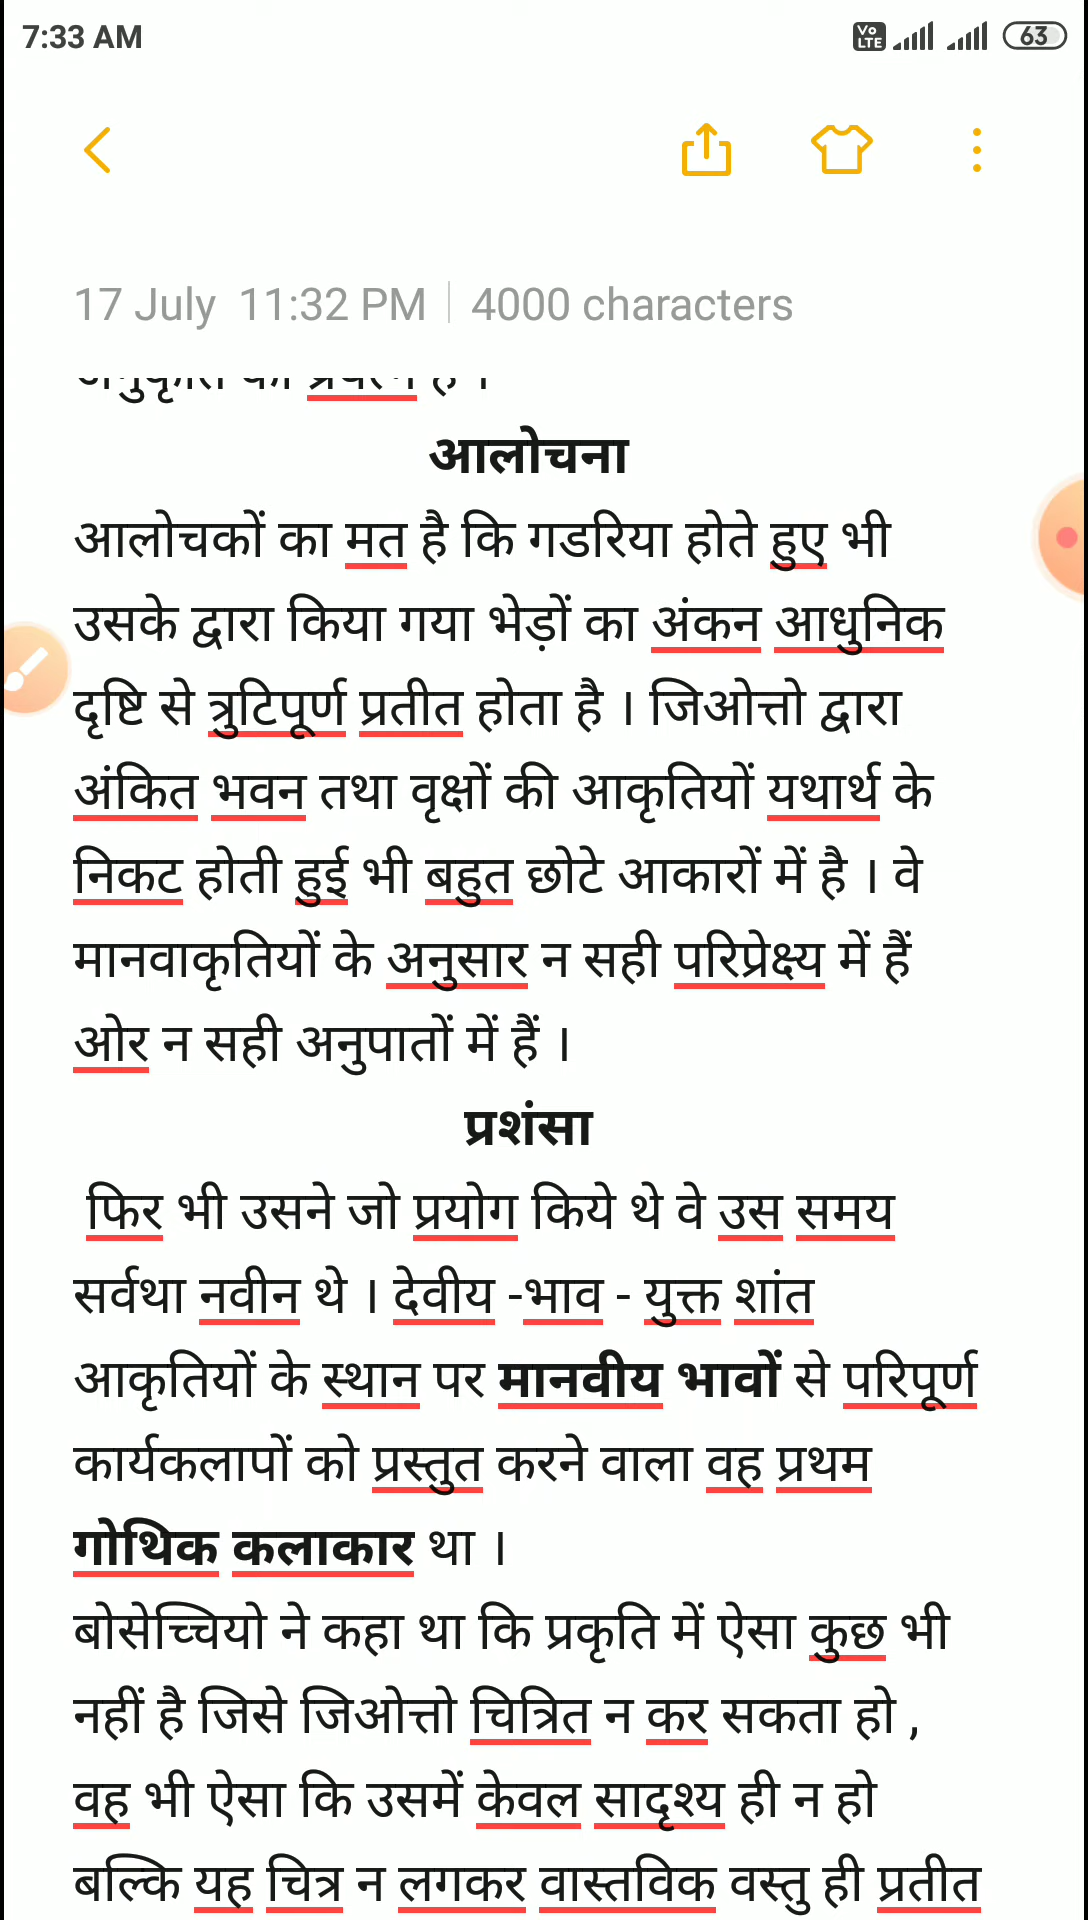 7:33 AM
Vo LTE 63
17 July 11:32 PM | 4000 characters
आलोचना
आलोचकों का मत है कि गडरिया होते हुए भी
उसके द्वारा किया गया भेड़ों का अंकन आधुनिक
दृष्टि से त्रुटिपूर्ण प्रतीत होता है । जिओत्तो द्वारा
अंकित भवन तथा वृक्षों की आकृतियों यथार्थ के
निकट होती हुई भी बहुत छोटे आकारों में है । वे
मानवाकृतियों के अनुसार न सही परिप्रेक्ष्य में हैं
ओर न सही अनुपातों में हैं ।
प्रशंसा
फिर भी उसने जो प्रयोग किये थे वे उस समय
सर्वथा नवीन थे । देवीय -भाव - युक्त शांत
आकृतियों के स्थान पर मानवीय भावों से परिपूर्ण
कार्यकलापों को प्रस्तुत करने वाला वह प्रथम
गोथिक कलाकार था ।
बोसेच्चियो ने कहा था कि प्रकृति में ऐसा कुछ भी
नहीं है जिसे जिओत्तो चित्रित न कर सकता हो ,
वह भी ऐसा कि उसमें केवल सादृश्य ही न हो
बल्कि यह चित्र न लगकर वास्तविक वस्तु ही प्रतीत